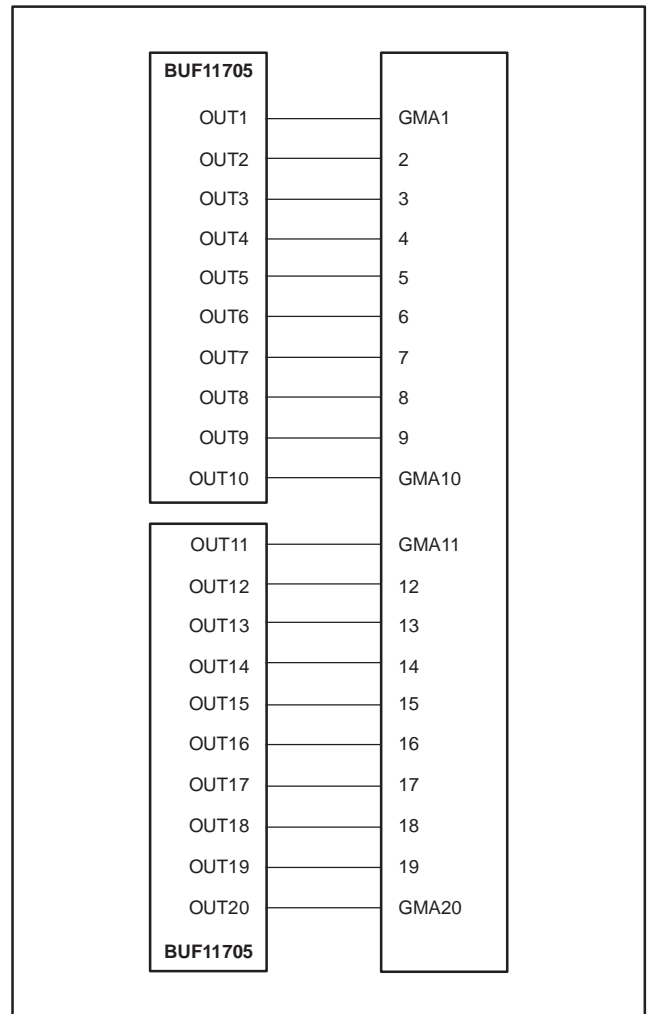 BUF11705
OUT1 GMA1
OUT2 2
OUT3 3
OUT4 4
OUT5 5
OUT6 6
OUT7 7
OUT8 8
OUT9 9
OUT10 GMA10
OUT11 GMA11
OUT12 12
OUT13 13
OUT14 14
OUT15 15
OUT16 16
OUT17 17
OUT18 18
OUT19 19
OUT20 GMA20
BUF11705